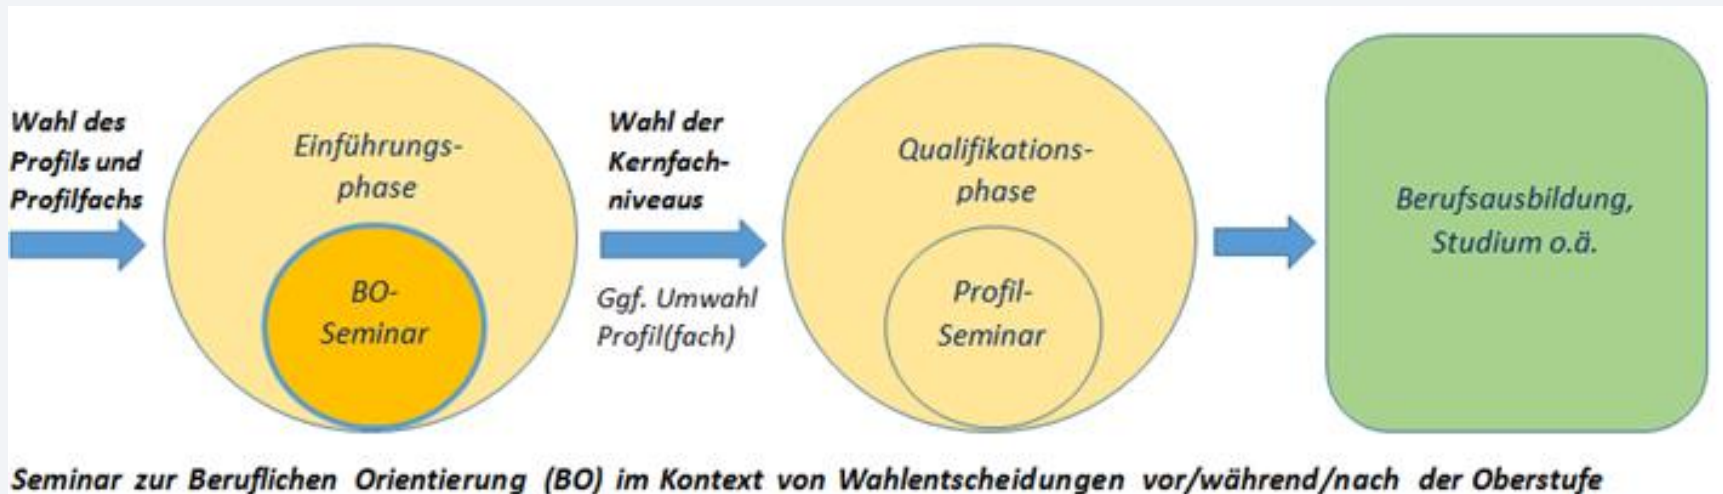 Wahl des
Profils und
Profilfachs
Einführungs-
phase
BO-
Seminar
Wahl der
Kernfach-
niveaus
Ggf. Umwahl
Profil(fach)
Qualifikations-
phase
Profil-
Seminar
Berufsausbildung,
Studium o.ä.
Seminar zur Beruflichen Orientierung (BO) im Kontext von Wahlentscheidungen vor/während/nach der Oberstufe